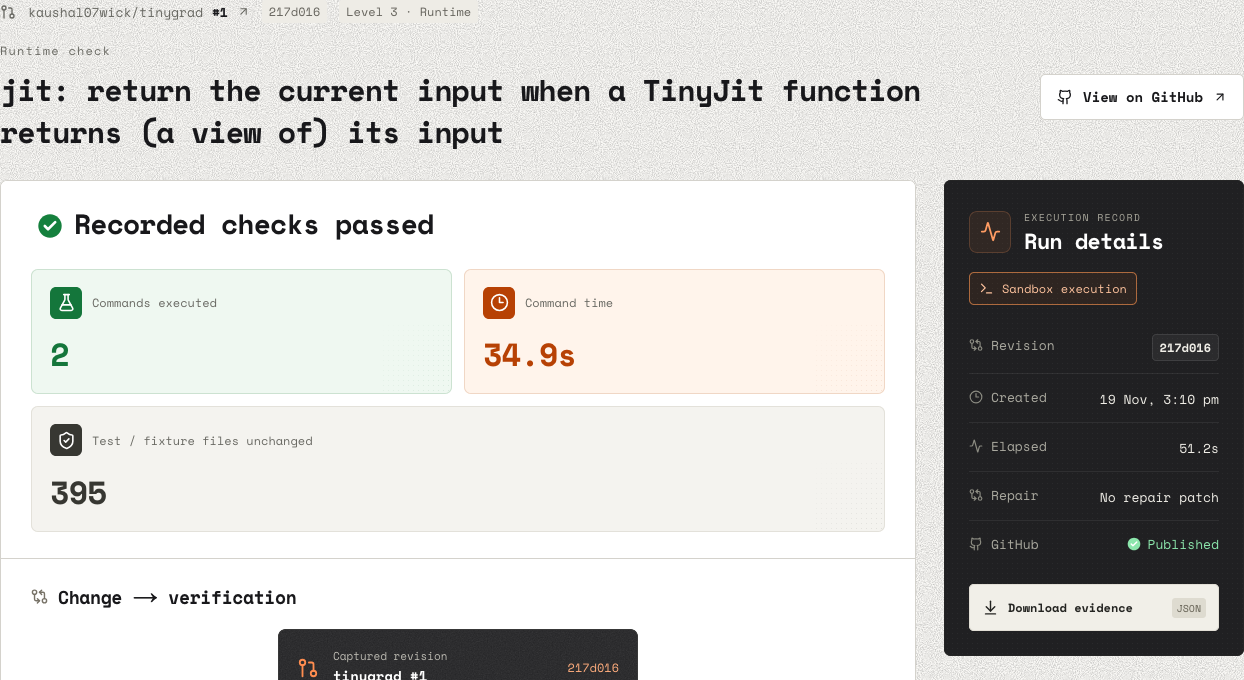 kaushal07wick/tinygrad #1 ↗ 217d016 Level 3 · Runtime
Runtime check
jit: return the current input when a TinyJit function
returns (a view of) its input
View on GitHub ↗
Recorded checks passed
Commands executed
2
Command time
34.9s
Test / fixture files unchanged
395
Change → verification
Captured revision
tinygrad #1
217d016
EXECUTION RECORD
Run details
Sandbox execution
Revision 217d016
Created 19 Nov, 3:10 pm
Elapsed 51.2s
Repair No repair patch
GitHub Published
Download evidence JSON